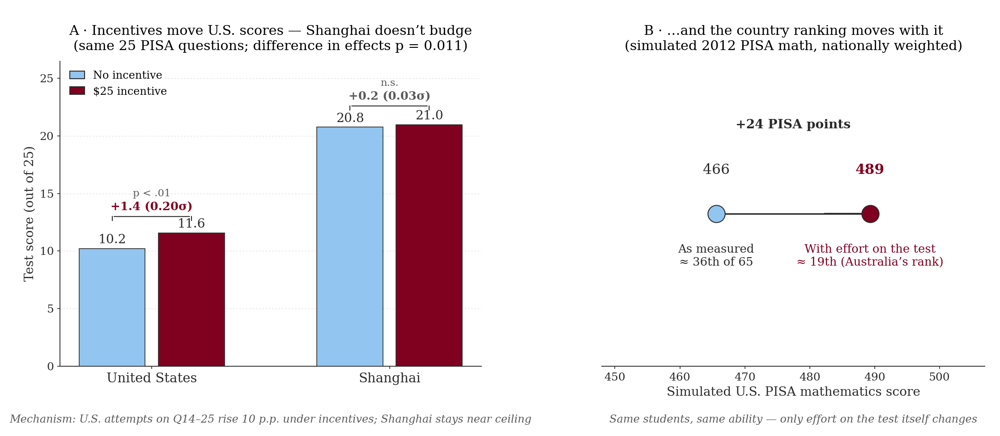 A · Incentives move U.S. scores — Shanghai doesn’t budge
(same 25 PISA questions; difference in effects p = 0.011)
No incentive
$25 incentive
Test score (out of 25)
25
20
15
10
5
0
p < .01
+1.4 (0.20σ)
10.2
11.6
n.s.
+0.2 (0.03σ)
20.8
21.0
United States
Shanghai
Mechanism: U.S. attempts on Q14–25 rise 10 p.p. under incentives; Shanghai stays near ceiling
B · …and the country ranking moves with it
(simulated 2012 PISA math, nationally weighted)
+24 PISA points
466
489
As measured
≈ 36th of 65
With effort on the test
≈ 19th (Australia’s rank)
450
460
470
480
490
500
Simulated U.S. PISA mathematics score
Same students, same ability — only effort on the test itself changes